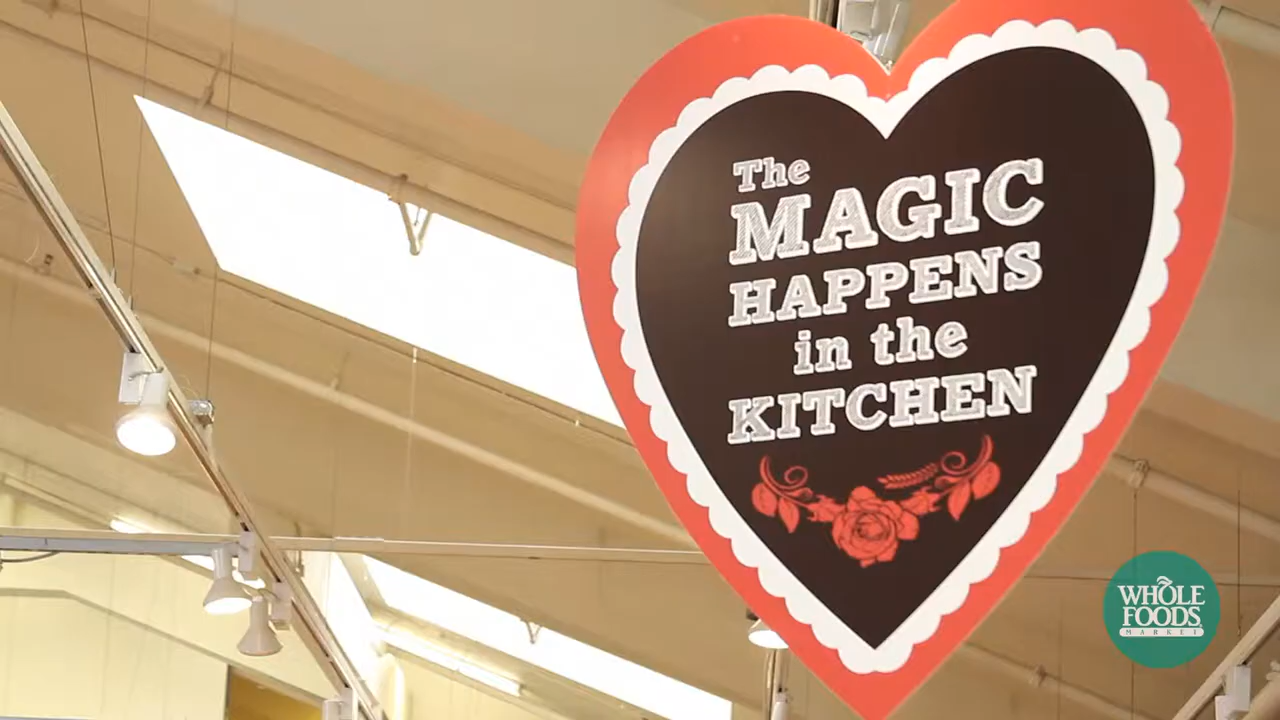 The
MAGIC
HAPPENS
in the
KITCHEN
WHOLE
FOODS
MARKET